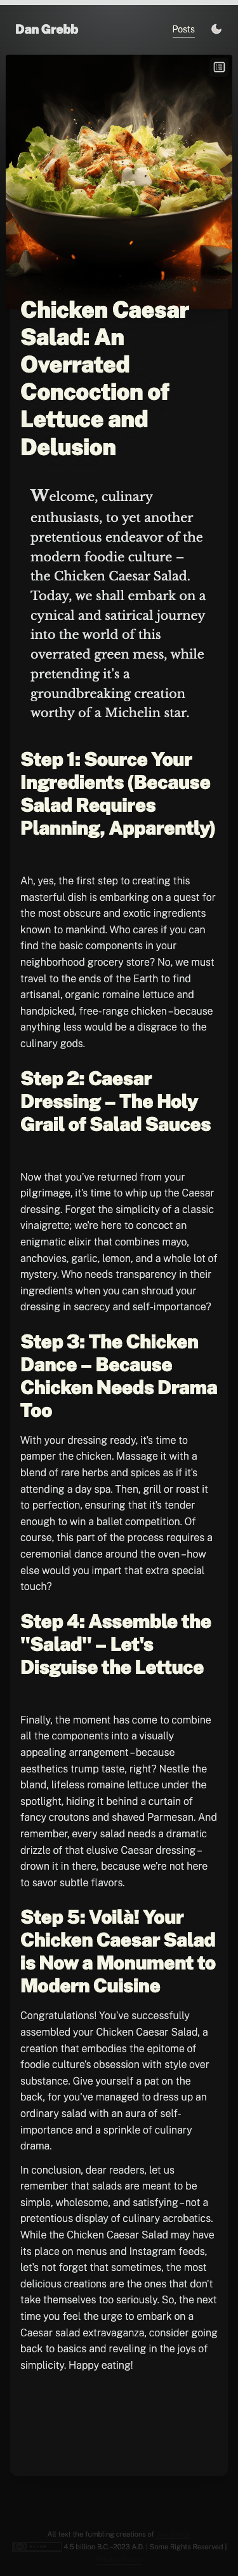 Dan Grebb
Posts
Chicken Caesar
Salad: An
Overrated
Concoction of
Lettuce and
Delusion
Welcome, culinary
enthusiasts, to yet another
pretentious endeavor of the
modern foodie culture –
the Chicken Caesar Salad.
Today, we shall embark on a
cynical and satirical journey
into the world of this
overrated green mess, while
pretending it's a
groundbreaking creation
worthy of a Michelin star.
Step 1: Source Your
Ingredients (Because
Salad Requires
Planning, Apparently)
Ah, yes, the first step to creating this
masterful dish is embarking on a quest for
the most obscure and exotic ingredients
known to mankind. Who cares if you can
find the basic components in your
neighborhood grocery store? No, we must
travel to the ends of the Earth to find
artisanal, organic romaine lettuce and
handpicked, free-range chicken – because
anything less would be a disgrace to the
culinary gods.
Step 2: Caesar
Dressing – The Holy
Grail of Salad Sauces
Now that you've returned from your
pilgrimage, it's time to whip up the Caesar
dressing. Forget the simplicity of a classic
vinaigrette; we're here to concoct an
enigmatic elixir that combines mayo,
anchovies, garlic, lemon, and a whole lot of
mystery. Who needs transparency in their
ingredients when you can shroud your
dressing in secrecy and self-importance?
Step 3: The Chicken
Dance – Because
Chicken Needs Drama
Too
With your dressing ready, it's time to
pamper the chicken. Massage it with a
blend of rare herbs and spices as if it's
attending a day spa. Then, grill or roast it
to perfection, ensuring that it's tender
enough to win a ballet competition. Of
course, this part of the process requires a
ceremonial dance around the oven – how
else would you impart that extra special
touch?
Step 4: Assemble the
"Salad" – Let's
Disguise the Lettuce
Finally, the moment has come to combine
all the components into a visually
appealing arrangement – because
aesthetics trump taste, right? Nestle the
bland, lifeless romaine lettuce under the
spotlight, hiding it behind a curtain of
fancy croutons and shaved Parmesan. And
remember, every salad needs a dramatic
drizzle of that elusive Caesar dressing –
drown it in there, because we're not here
to savor subtle flavors.
Step 5: Voilà! Your
Chicken Caesar Salad
is Now a Monument to
Modern Cuisine
Congratulations! You've successfully
assembled your Chicken Caesar Salad, a
creation that embodies the epitome of
foodie culture's obsession with style over
substance. Give yourself a pat on the
back, for you've managed to dress up an
ordinary salad with an aura of self-
importance and a sprinkle of culinary
drama.
In conclusion, dear readers, let us
remember that salads are meant to be
simple, wholesome, and satisfying – not a
pretentious display of culinary acrobatics.
While the Chicken Caesar Salad may have
its place on menus and Instagram feeds,
let's not forget that sometimes, the most
delicious creations are the ones that don't
take themselves too seriously. So, the next
time you feel the urge to embark on a
Caesar salad extravaganza, consider going
back to basics and reveling in the joys of
simplicity. Happy eating!
All text the fumbling creations of
4.5 billion B.C.–2023 A.D. | Some Rights Reserved |